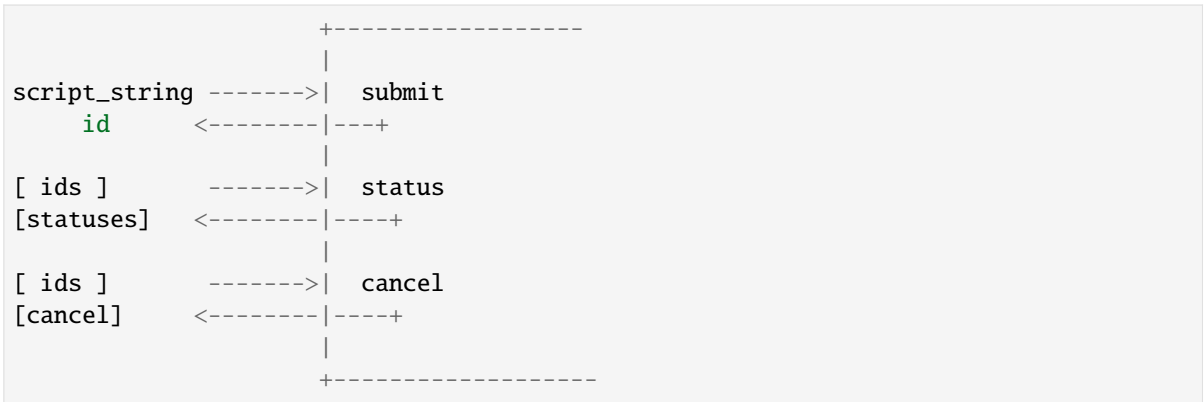 +------------------
|
script_string ------->| submit
id <--------|---+
|
[ ids ] ------->| status
[statuses] <--------|----+
|
[ ids ] ------->| cancel
[cancel] <--------|----+
|
+-------------------